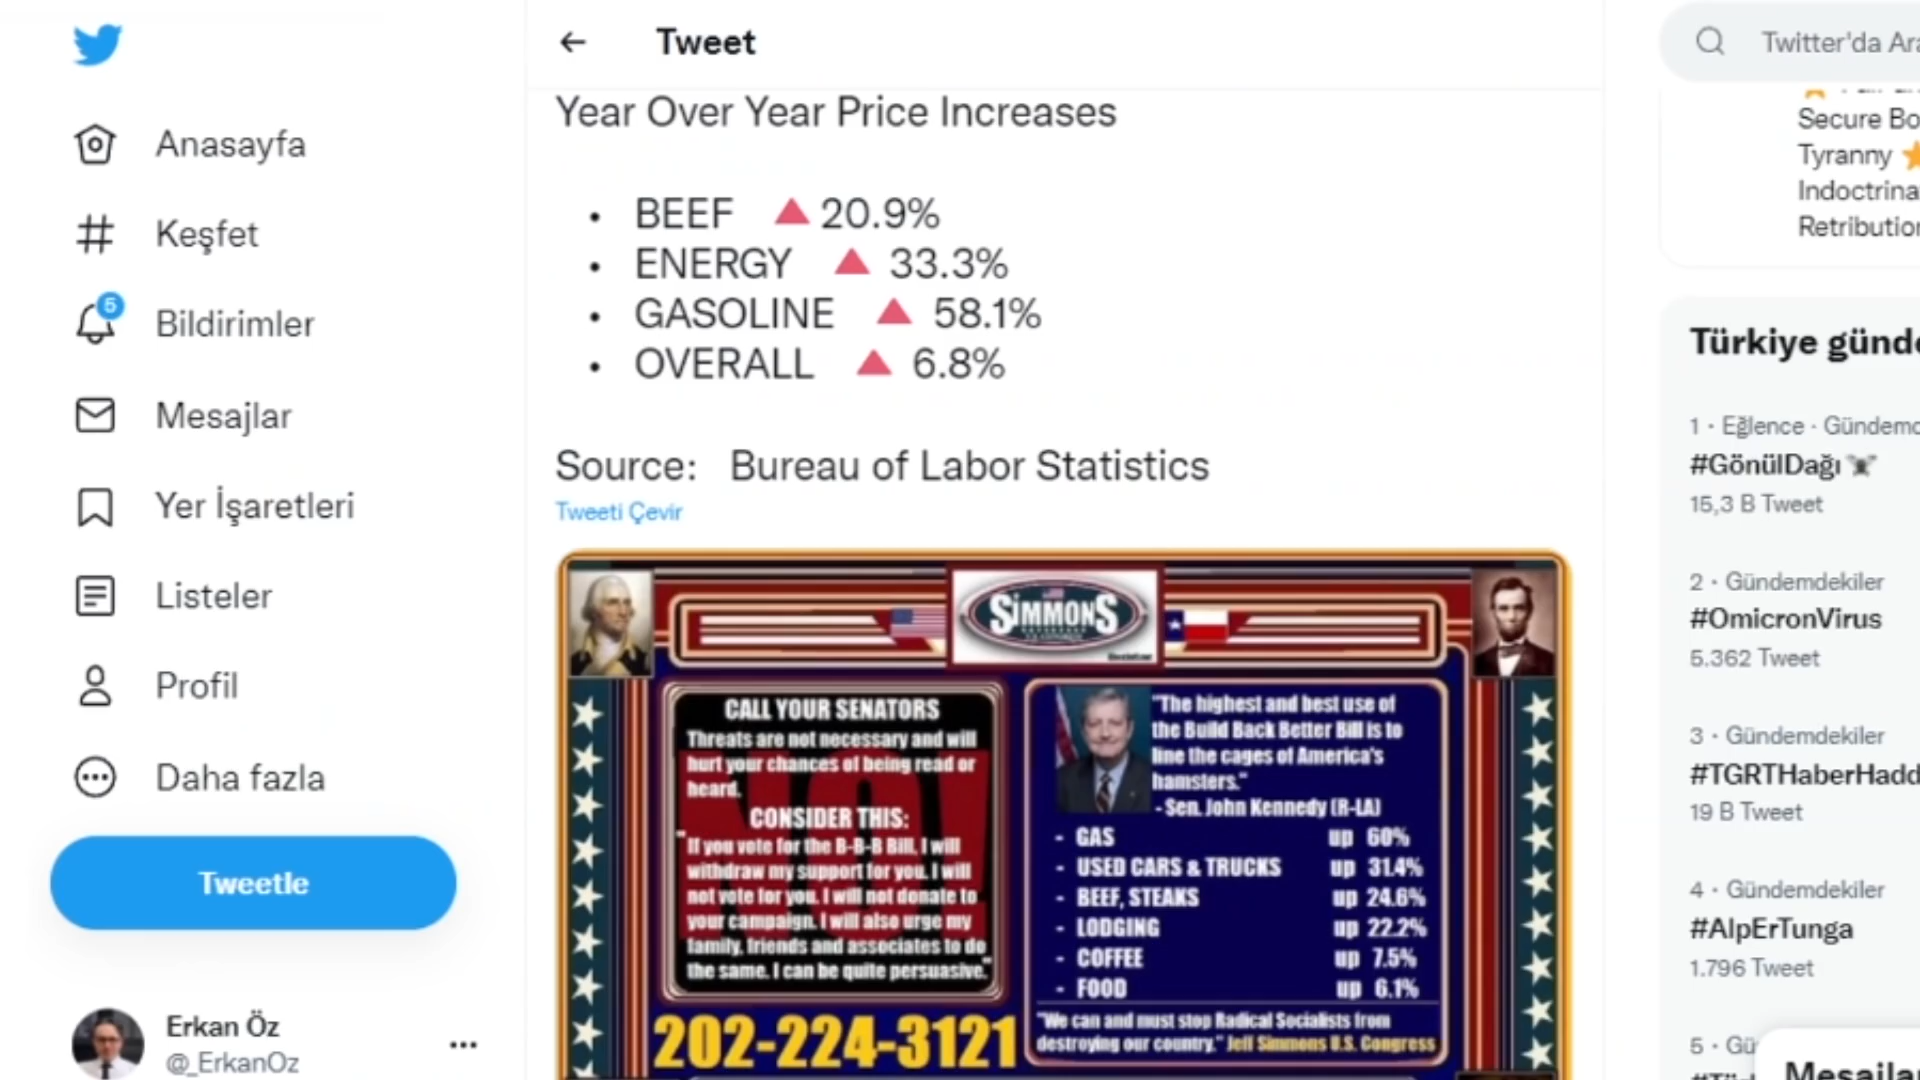 Tweet
Twitter'da Ara
Anasayfa
Keşfet
5
Bildirimler
Mesajlar
Yer İşaretleri
Listeler
Profil
Daha fazla
Tweetle
Erkan Öz
@_ErkanOz
Year Over Year Price Increases
• BEEF 🔺 20.9%
• ENERGY 🔺 33.3%
• GASOLINE 🔺 58.1%
• OVERALL 🔺 6.8%
Source: Bureau of Labor Statistics
Tweeti Çevir
SIMMONS
CALL YOUR SENATORS
Threats are not necessary and will
hurt your chances of being read or
heard.
CONSIDER THIS:
"If you vote for the B-B-B Bill, I will
withdraw my support for you. I will
not vote for you. I will not donate to
your campaign. I will also urge my
family, friends and associates to do
the same. I can be quite persuasive."
NO!
202-224-3121
"The highest and best use of
the Build Back Better Bill is to
line the cages of America's
hamsters."
- Sen. John Kennedy (R-LA)
- GAS up 60%
- USED CARS & TRUCKS up 31.4%
- BEEF, STEAKS up 24.6%
- LODGING up 22.2%
- COFFEE up 7.5%
- FOOD up 6.1%
"We can and must stop Radical Socialists from
destroying our country." Jeff Simmons U.S. Congress
Secure Bo
Tyranny
Indoctrina
Retribution
Türkiye günde
1 · Eğlence · Gündemd
#GönülDağı
15,3 B Tweet
2 · Gündemdekiler
#OmicronVirus
5.362 Tweet
3 · Gündemdekiler
#TGRTHaberHadd
19 B Tweet
4 · Gündemdekiler
#AlpErTunga
1.796 Tweet
5 · Gü
Mesajlar